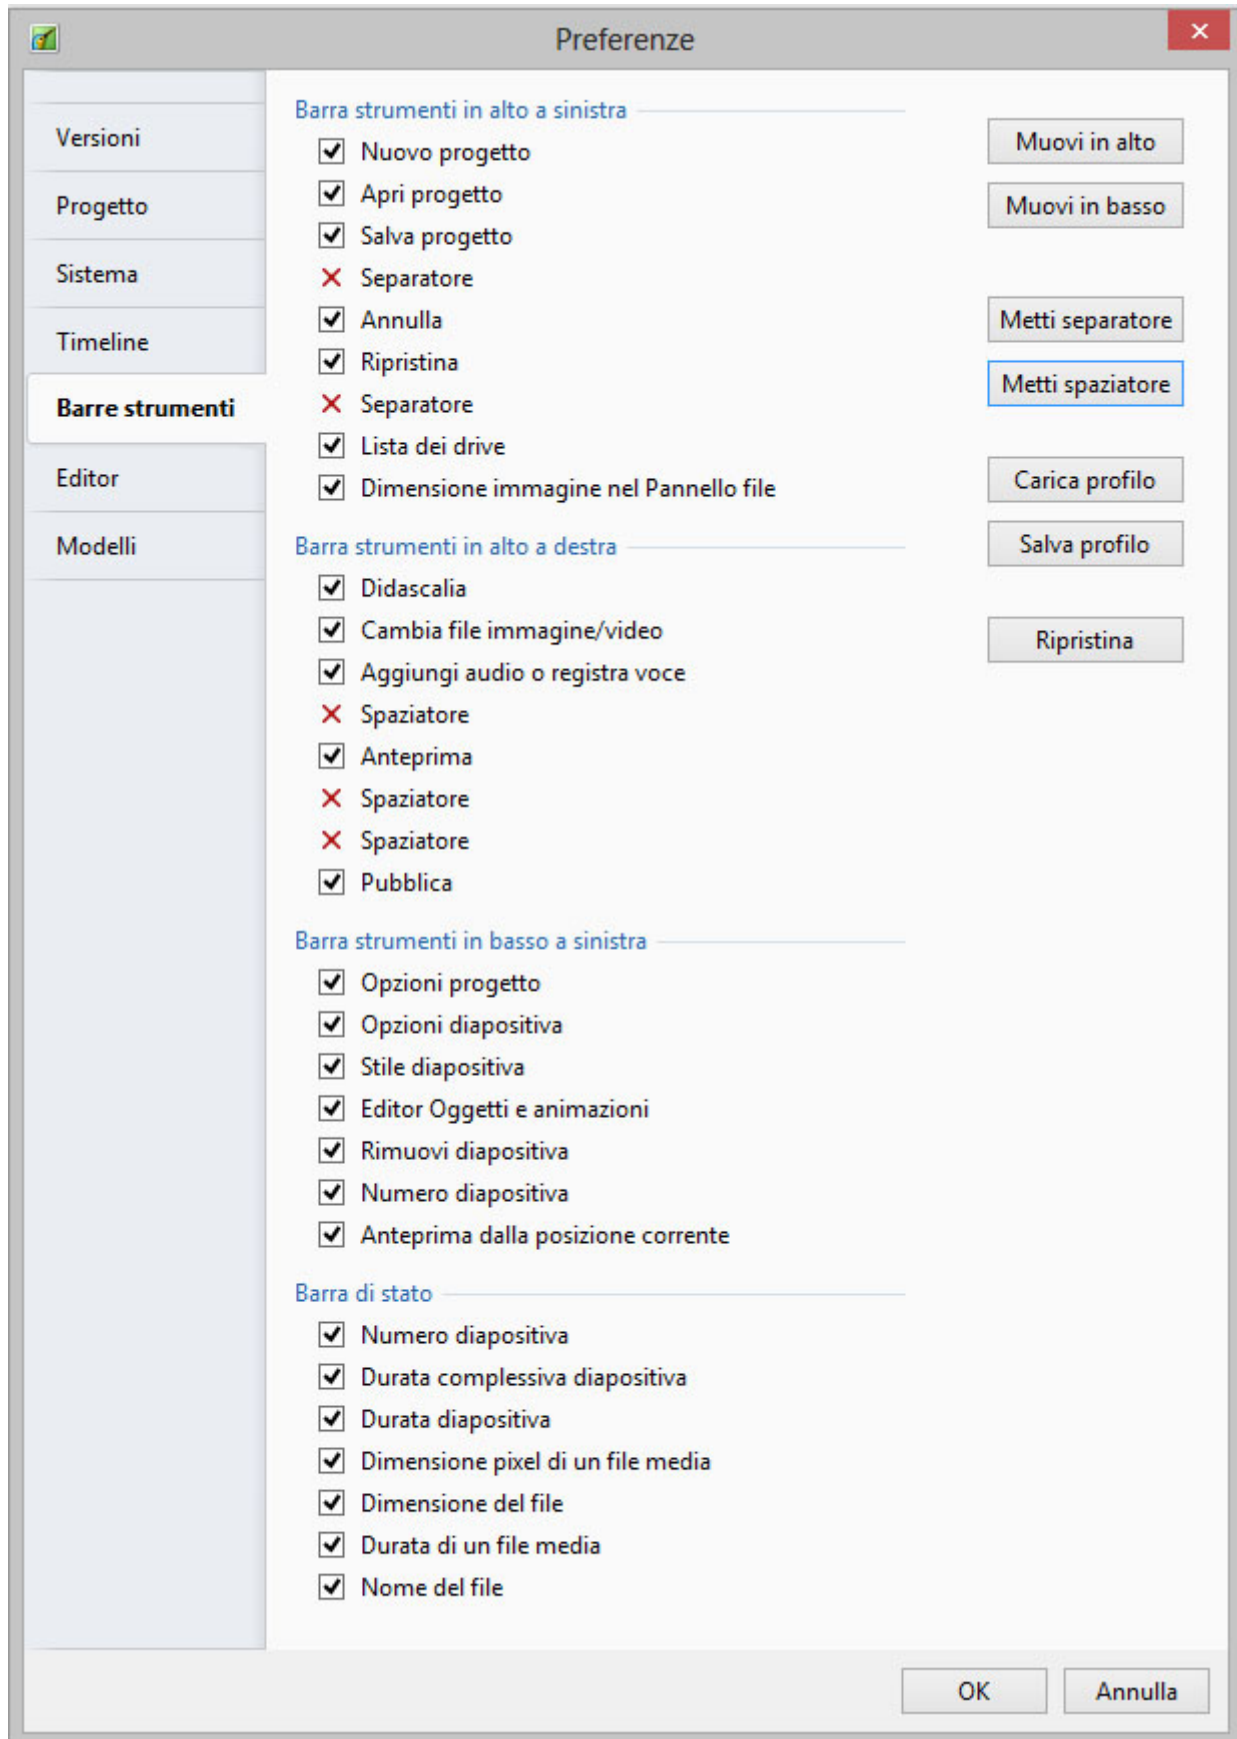 Preferenze
Versioni
Progetto
Sistema
Timeline
Barre strumenti
Editor
Modelli
Barra strumenti in alto a sinistra
Nuovo progetto
Apri progetto
Salva progetto
Separatore
Annulla
Ripristina
Separatore
Lista dei drive
Dimensione immagine nel Pannello file
Barra strumenti in alto a destra
Didascalia
Cambia file immagine/video
Aggiungi audio o registra voce
Spaziatore
Anteprima
Spaziatore
Spaziatore
Pubblica
Barra strumenti in basso a sinistra
Opzioni progetto
Opzioni diapositiva
Stile diapositiva
Editor Oggetti e animazioni
Rimuovi diapositiva
Numero diapositiva
Anteprima dalla posizione corrente
Barra di stato
Numero diapositiva
Durata complessiva diapositiva
Durata diapositiva
Dimensione pixel di un file media
Dimensione del file
Durata di un file media
Nome del file
Muovi in alto
Muovi in basso
Metti separatore
Metti spaziatore
Carica profilo
Salva profilo
Ripristina
OK
Annulla